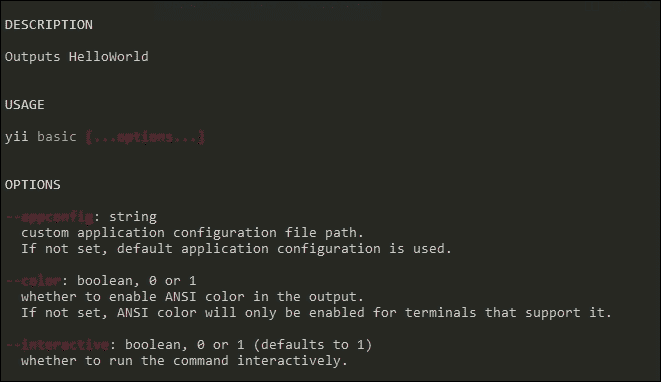 DESCRIPTION
Outputs HelloWorld
USAGE
yii basic [...options...]
OPTIONS
--appconfig: string
custom application configuration file path.
If not set, default application configuration is used.
--color: boolean, 0 or 1
whether to enable ANSI color in the output.
If not set, ANSI color will only be enabled for terminals that support it.
--interactive: boolean, 0 or 1 (defaults to 1)
whether to run the command interactively.